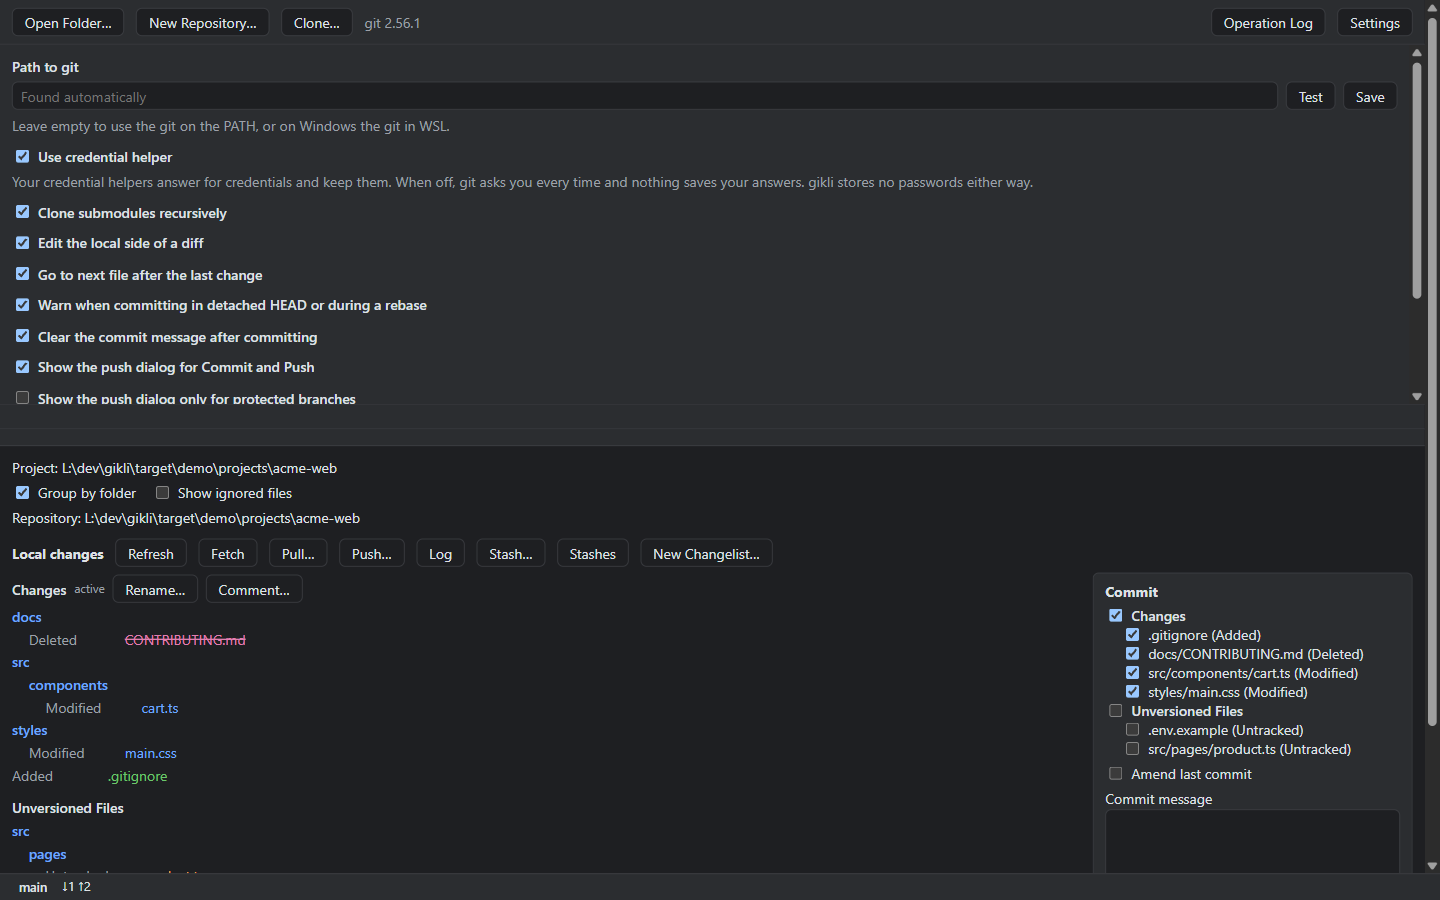 Open Folder... New Repository... Clone... git 2.56.1 Operation Log Settings
Path to git
Found automatically Test Save
Leave empty to use the git on the PATH, or on Windows the git in WSL.
Use credential helper
Your credential helpers answer for credentials and keep them. When off, git asks you every time and nothing saves your answers. gikli stores no passwords either way.
Clone submodules recursively
Edit the local side of a diff
Go to next file after the last change
Warn when committing in detached HEAD or during a rebase
Clear the commit message after committing
Show the push dialog for Commit and Push
Show the push dialog only for protected branches
Project: L:\dev\gikli\target\demo\projects\acme-web
Group by folder Show ignored files
Repository: L:\dev\gikli\target\demo\projects\acme-web
Local changes Refresh Fetch Pull... Push... Log Stash... Stashes New Changelist...
Changes active Rename... Comment...
docs
Deleted CONTRIBUTING.md
src
components
Modified cart.ts
styles
Modified main.css
Added .gitignore
Unversioned Files
src
pages
Commit
Changes
.gitignore (Added)
docs/CONTRIBUTING.md (Deleted)
src/components/cart.ts (Modified)
styles/main.css (Modified)
Unversioned Files
.env.example (Untracked)
src/pages/product.ts (Untracked)
Amend last commit
Commit message
main ↓1 ↑2